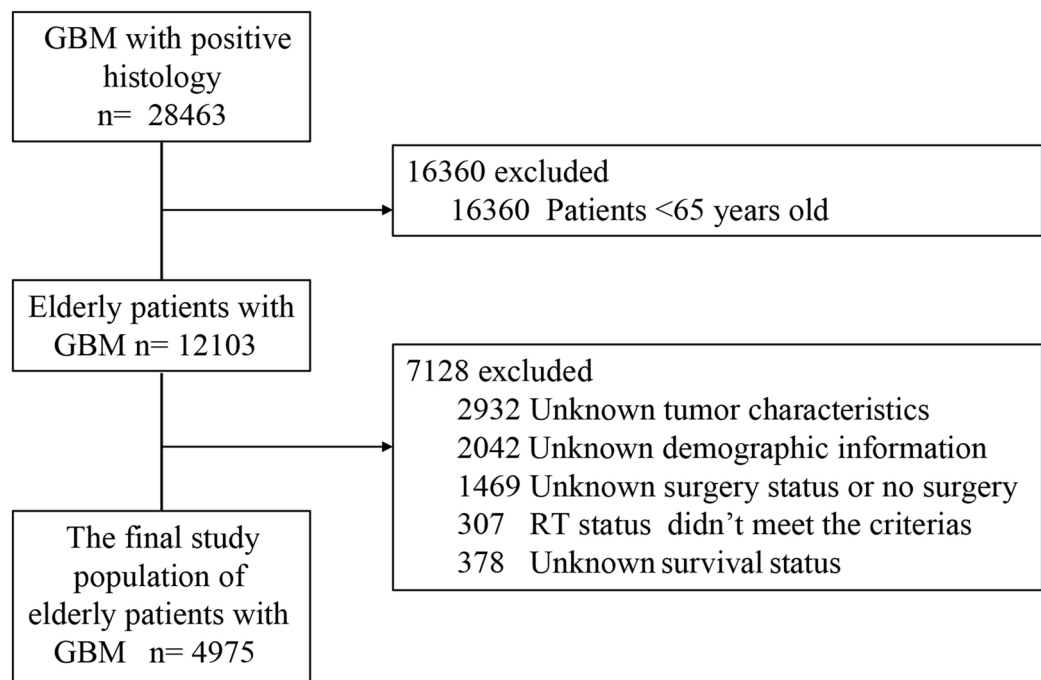 GBM with positive
histology
n= 28463
16360 excluded
16360 Patients <65 years old
Elderly patients with
GBM n= 12103
7128 excluded
2932 Unknown tumor characteristics
2042 Unknown demographic information
1469 Unknown surgery status or no surgery
307 RT status didn't meet the criterias
378 Unknown survival status
The final study
population of
elderly patients with
GBM n= 4975